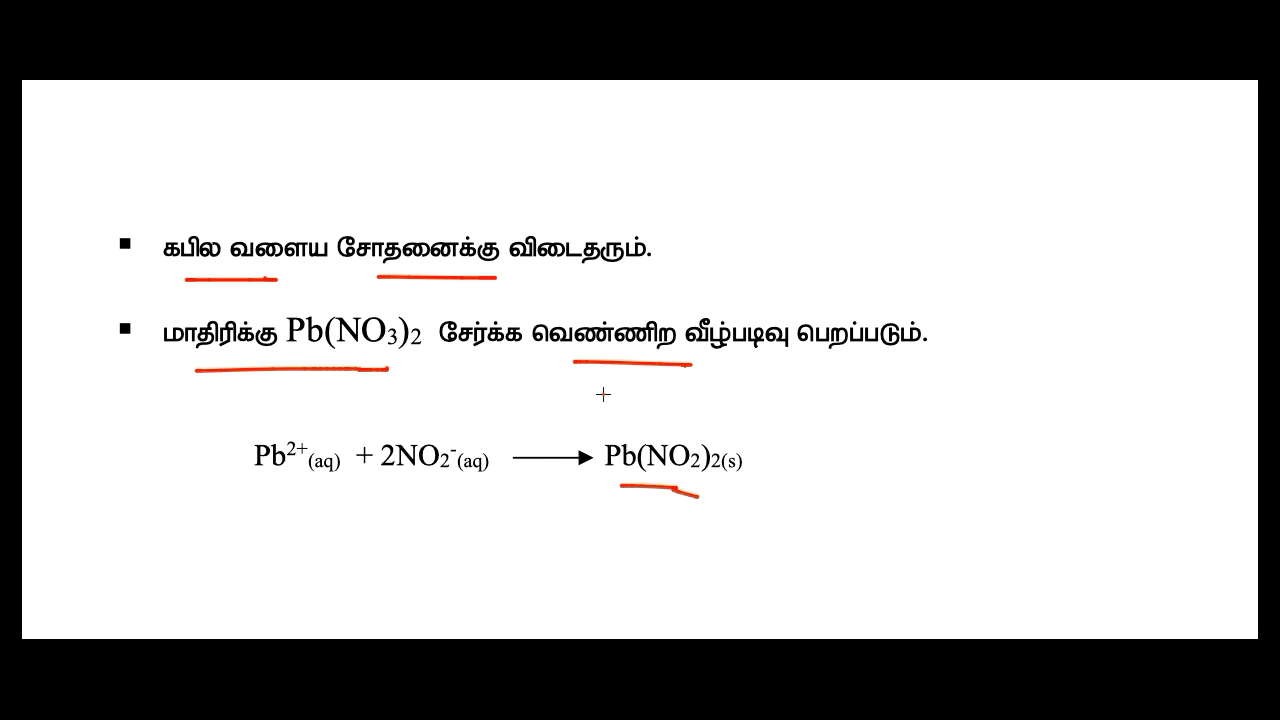 ▪ கபில வளைய சோதனைக்கு விடைதரும்.
▪ மாதிரிக்கு Pb(NO₃)₂ சேர்க்க வெண்ணிற வீழ்படிவு பெறப்படும்.
Pb²⁺(aq) + 2NO₂⁻(aq) ⟶ Pb(NO₂)₂(s)